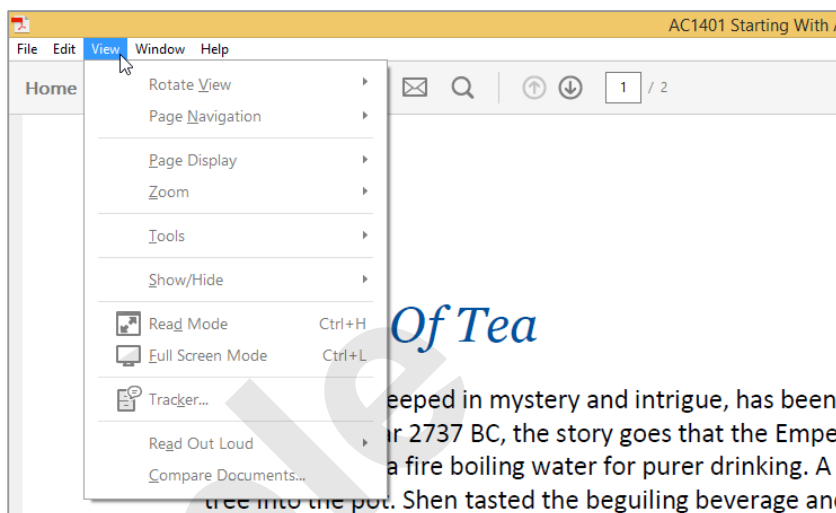 AC1401 Starting With
File Edit View Window Help
Home
1 / 2
Rotate View
Page Navigation
Page Display
Zoom
Tools
Show/Hide
Read Mode Ctrl+H
Full Screen Mode Ctrl+L
Tracker...
Read Out Loud
Compare Documents...
Of Tea
eeped in mystery and intrigue, has been
r 2737 BC, the story goes that the Empe
a fire boiling water for purer drinking. A
tree into the pot. Shen tasted the beguiling beverage and